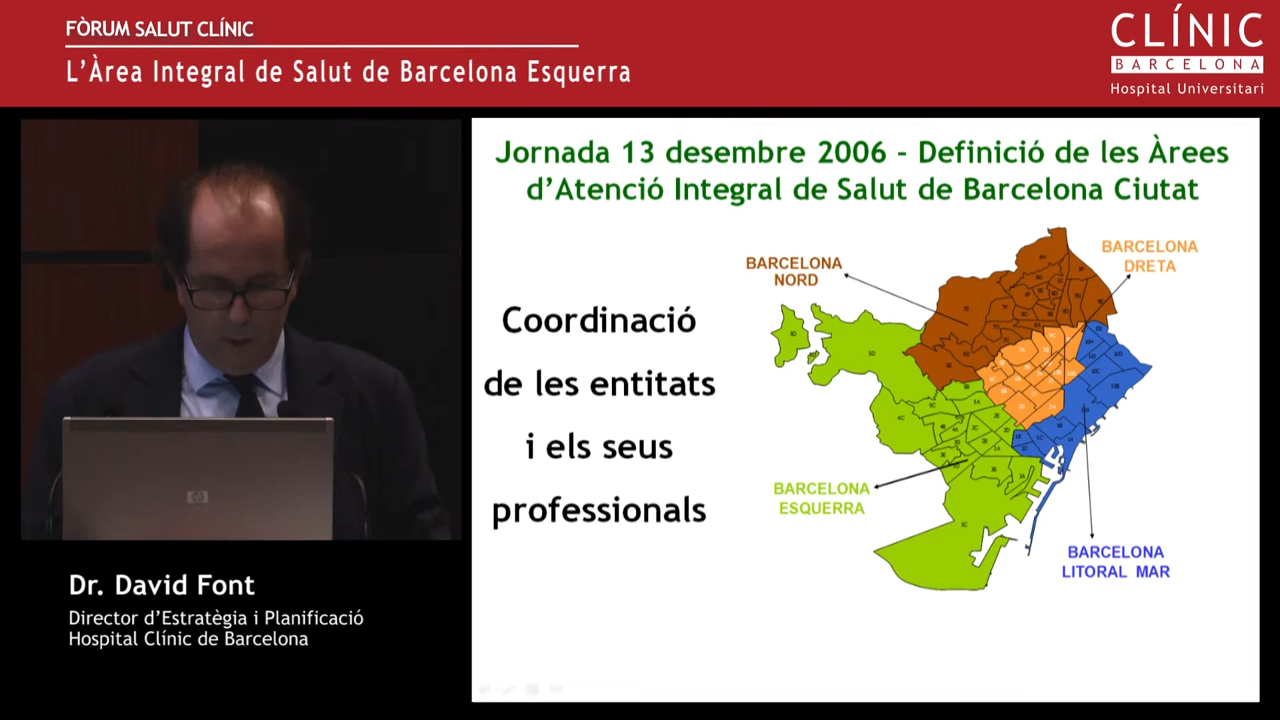 FÒRUM SALUT CLÍNIC
L'Àrea Integral de Salut de Barcelona Esquerra
CLÍNIC
BARCELONA
Hospital Universitari
Jornada 13 desembre 2006 - Definició de les Àrees
d'Atenció Integral de Salut de Barcelona Ciutat
BARCELONA
NORD
BARCELONA
DRETA
Coordinació
de les entitats
i els seus
professionals
BARCELONA
ESQUERRA
BARCELONA
LITORAL MAR
hp
Dr. David Font
Director d'Estratègia i Planificació
Hospital Clínic de Barcelona